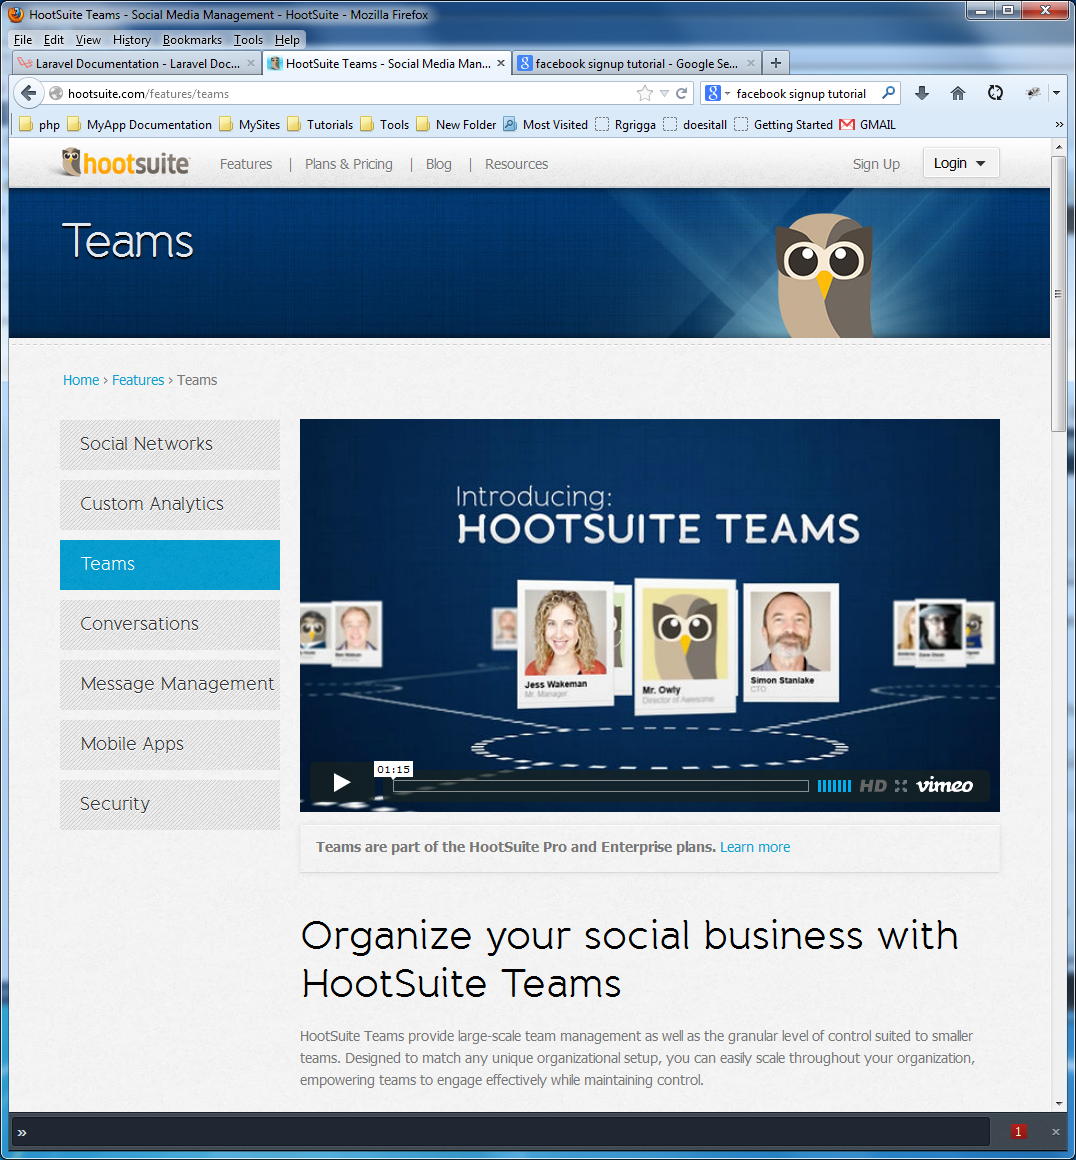 HootSuite Teams - Social Media Management - HootSuite - Mozilla Firefox
File Edit View History Bookmarks Tools Help
Laravel Documentation - Laravel Doc... × HootSuite Teams - Social Media Man... × facebook signup tutorial - Google Se... × +
hootsuite.com/features/teams facebook signup tutorial
php MyApp Documentation MySites Tutorials Tools New Folder Most Visited Rgrigga doesitall Getting Started GMAIL »
hootsuite Features | Plans & Pricing | Blog | Resources Sign Up Login
Teams
Home › Features › Teams
Social Networks
Custom Analytics
Teams
Conversations
Message Management
Mobile Apps
Security
Introducing:
HOOTSUITE TEAMS
Jess Wakeman
Mr. Manager
Mr. Owly
Director of Awesome
Simon Stanlake
CTO
01:15
HD vimeo
Teams are part of the HootSuite Pro and Enterprise plans. Learn more
Organize your social business with
HootSuite Teams
HootSuite Teams provide large-scale team management as well as the granular level of control suited to smaller
teams. Designed to match any unique organizational setup, you can easily scale throughout your organization,
empowering teams to engage effectively while maintaining control.
» 1 ×